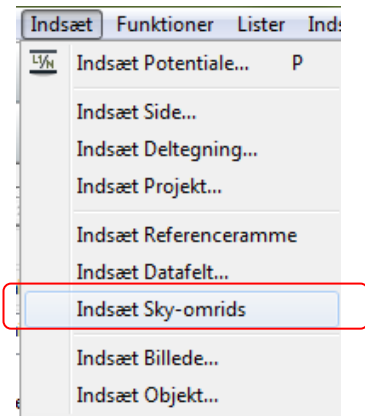 Indsæt Funktioner Lister
L1/N Indsæt Potentiale... P
Indsæt Side...
Indsæt Deltegning...
Indsæt Projekt...
Indsæt Referenceramme
Indsæt Datafelt...
Indsæt Sky-omrids
Indsæt Billede...
Indsæt Objekt...